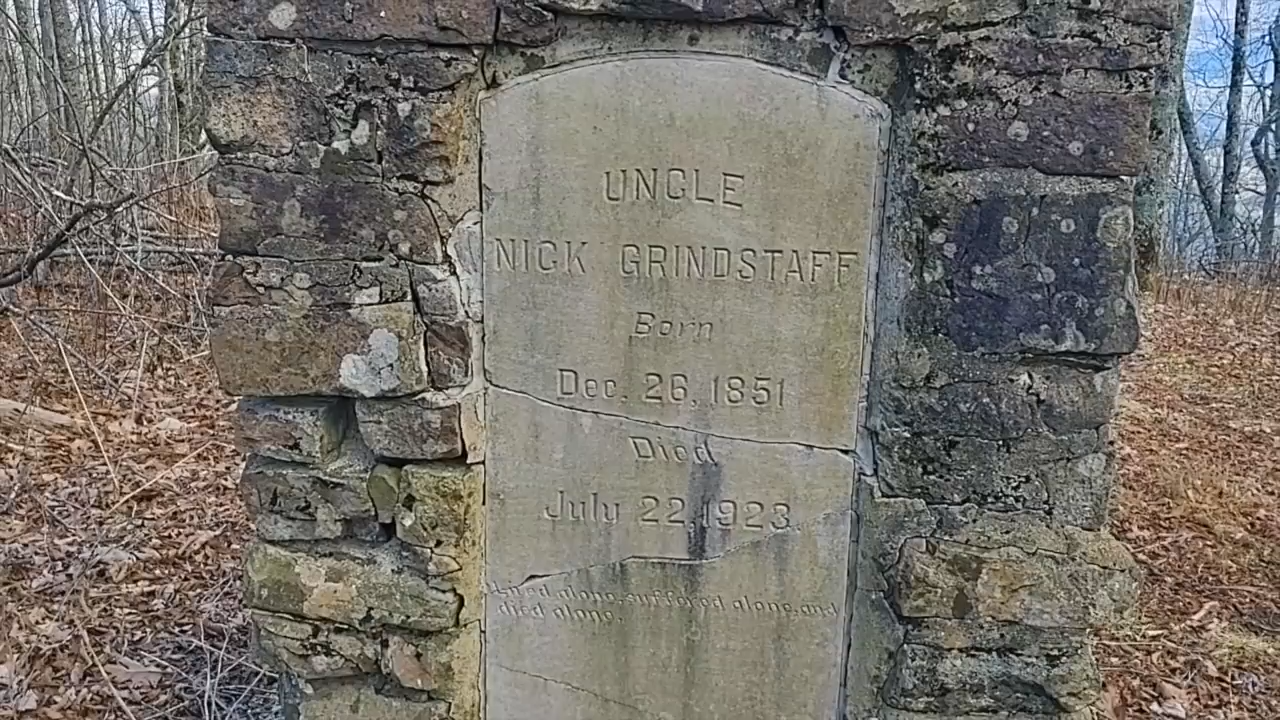 UNCLE
NICK GRINDSTAFF
Born
Dec. 26, 1851
Died
July 22, 1923
Lived alone, suffered alone, and
died alone.